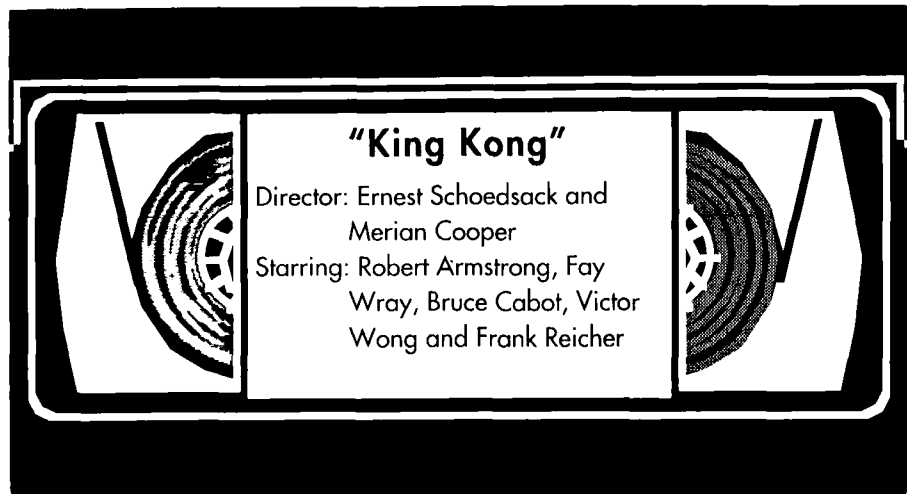 "King Kong"
Director: Ernest Schoedsack and
Merian Cooper
Starring: Robert Armstrong, Fay
Wray, Bruce Cabot, Victor
Wong and Frank Reicher